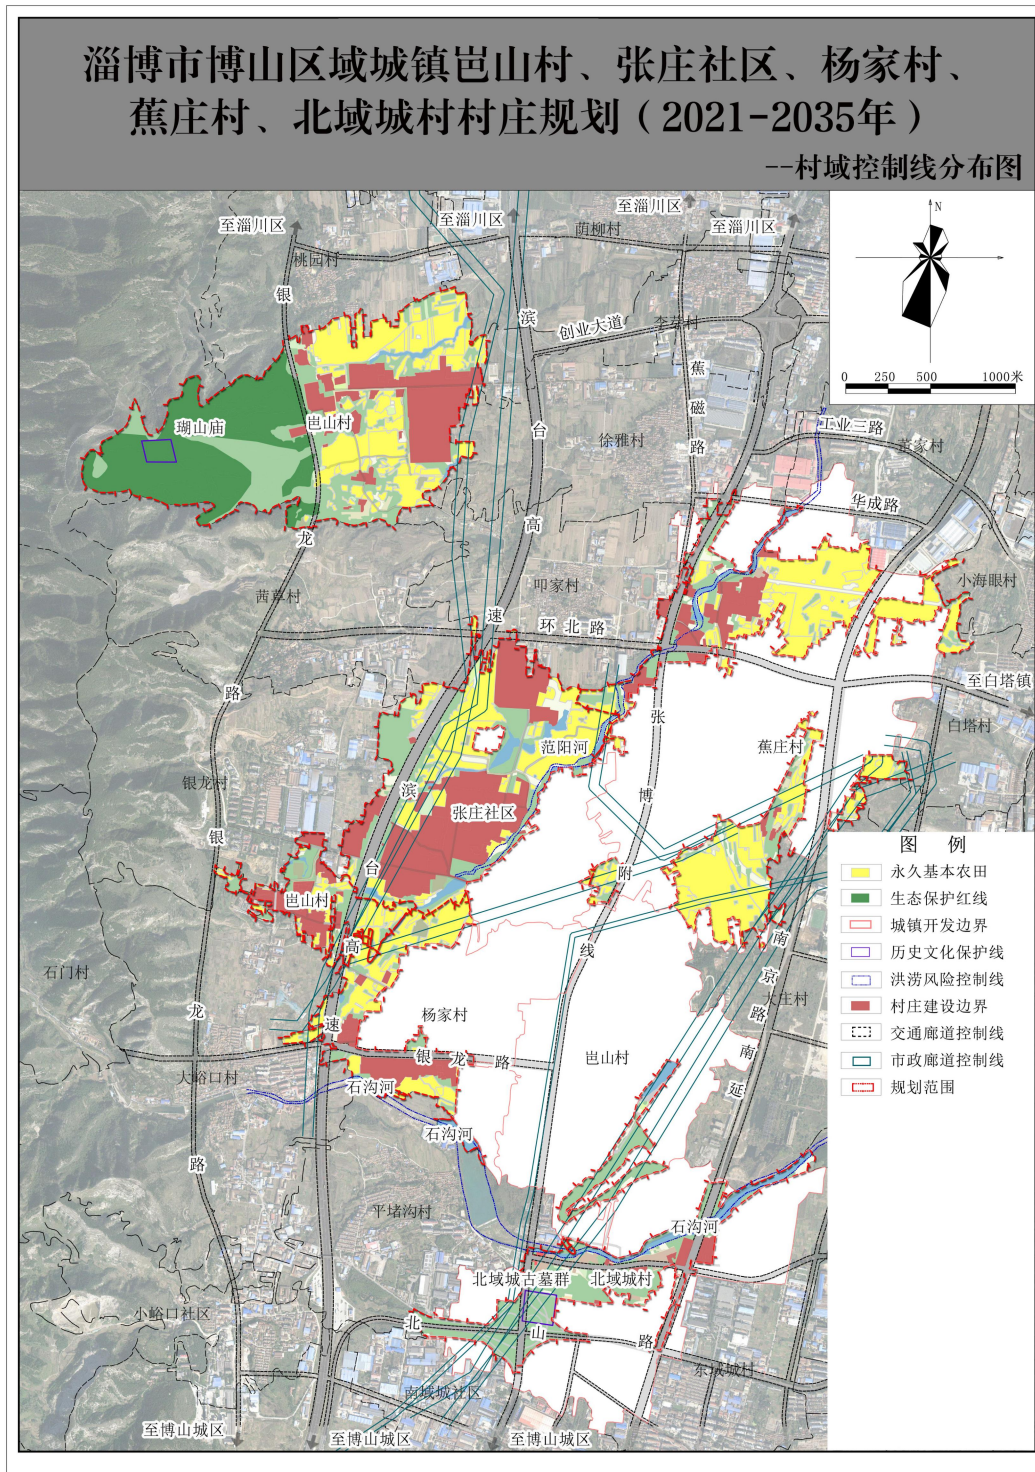 淄博市博山区域城镇岜山村、张庄社区、杨家村、
蕉庄村、北域城村村庄规划（2021-2035年）
--村域控制线分布图
至淄川区
至淄川区
至淄川区
至淄川区
荫柳村
桃园村
N
银
滨
创业大道
李芽村
蕉
磁
路
0 250 500 1000米
瑚山庙
岜山村
台
徐雅村
工业三路
董家村
高
华成路
龙
叩家村
小海眼村
茜草村
速
环北路
路
张
至白塔镇
白塔村
范阳河
蕉庄村
银龙村
滨
博
银
张庄社区
台
附
岜山村
高
线
南
京
路
南
延
石门村
大庄村
龙
速
杨家村
银龙路
岜山村
大峪口村
石沟河
石沟河
路
平堵沟村
石沟河
北域城古墓群
北域城村
小峪口社区
北
山
路
东域城村
南域城社区
至博山城区
至博山城区
至博山城区
图 例
永久基本农田
生态保护红线
城镇开发边界
历史文化保护线
洪涝风险控制线
村庄建设边界
交通廊道控制线
市政廊道控制线
规划范围